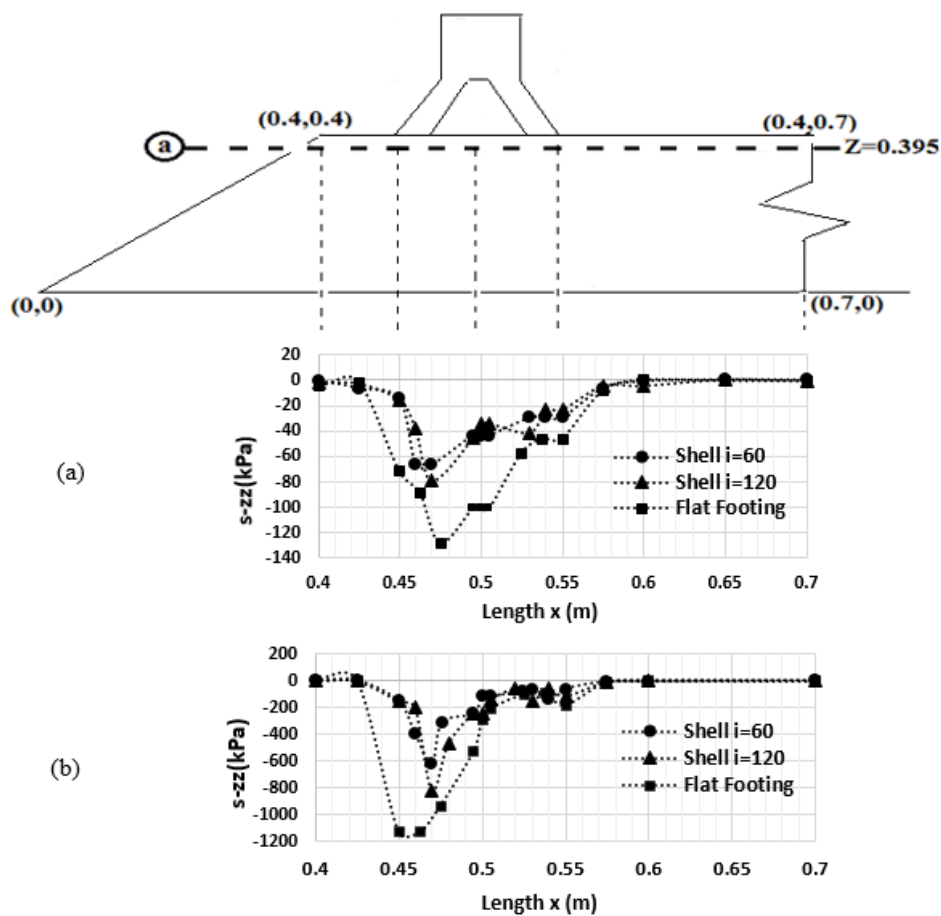 (0.4,0.4)
(0.4,0.7)
a
Z=0.395
(0,0)
(0.7,0)
(a)
s-zz(kPa)
20
0
-20
-40
-60
-80
-100
-120
-140
Shell i=60
Shell i=120
Flat Footing
0.4 0.45 0.5 0.55 0.6 0.65 0.7
Length x (m)
(b)
s-zz(kPa)
200
0
-200
-400
-600
-800
-1000
-1200
Shell i=60
Shell i=120
Flat Footing
0.4 0.45 0.5 0.55 0.6 0.65 0.7
Length x (m)